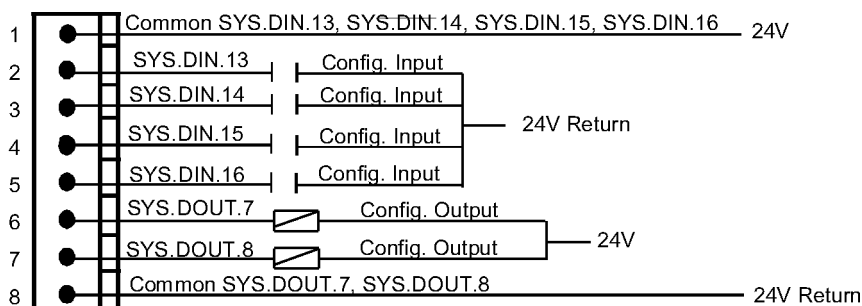 1 Common SYS.DIN.13, SYS.DIN.14, SYS.DIN.15, SYS.DIN.16 24V
2 SYS.DIN.13 Config. Input
3 SYS.DIN.14 Config. Input
24V Return
4 SYS.DIN.15 Config. Input
5 SYS.DIN.16 Config. Input
6 SYS.DOUT.7 Config. Output
24V
7 SYS.DOUT.8 Config. Output
8 Common SYS.DOUT.7, SYS.DOUT.8 24V Return